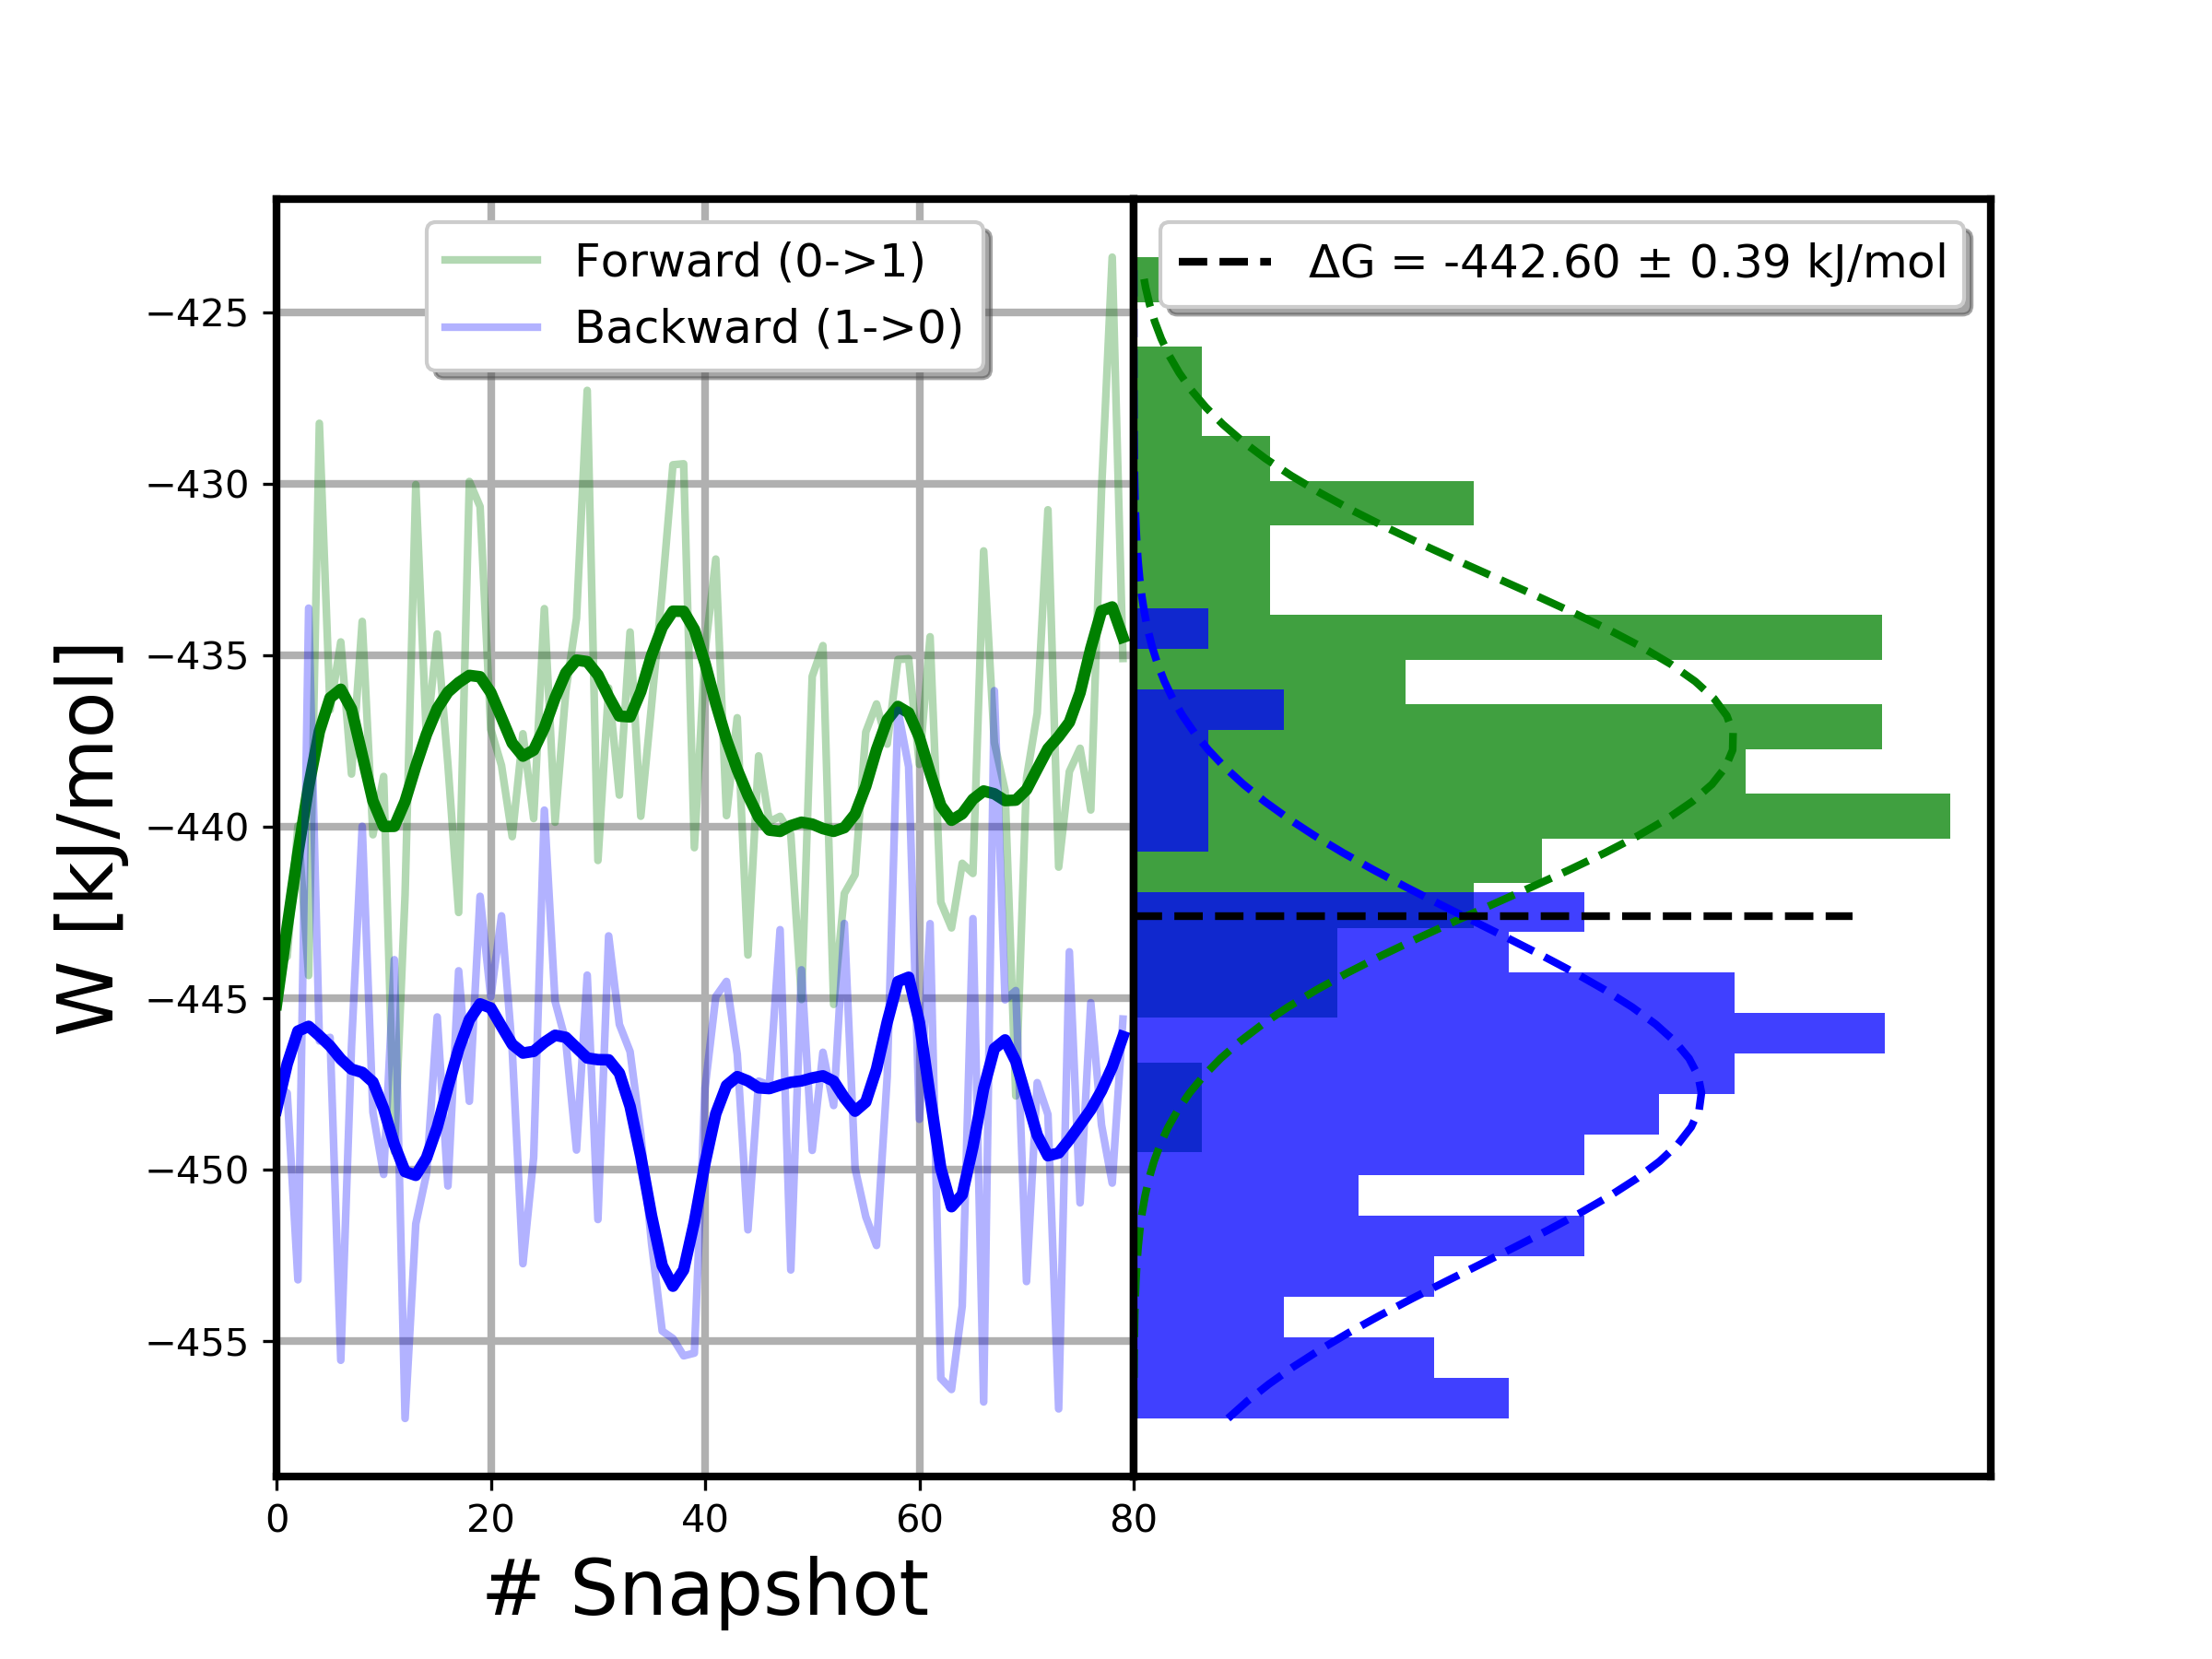 Forward (0->1)
Backward (1->0)
ΔG = -442.60 ± 0.39 kJ/mol
−425
−430
−435
−440
−445
−450
−455
W [kJ/mol]
0 20 40 60 80
# Snapshot